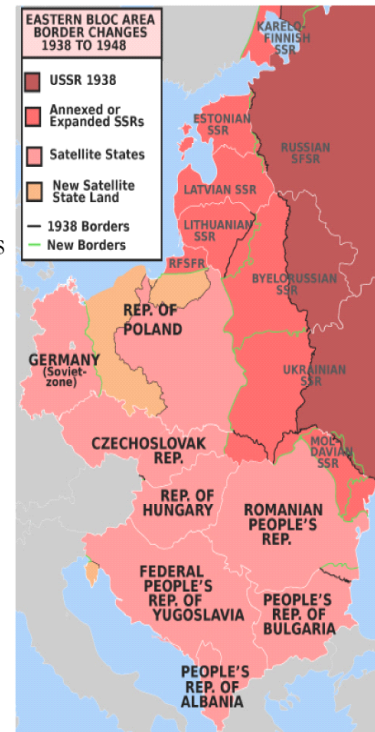 EASTERN BLOC AREA
BORDER CHANGES
1938 TO 1948
USSR 1938
Annexed or
Expanded SSRs
Satellite States
New Satellite
State Land
1938 Borders
New Borders
s
KARELO-
FINNISH
SSR
ESTONIAN
SSR
RUSSIAN
SFSR
LATVIAN SSR
LITHUANIAN
SSR
RFSFR
BYELORUSSIAN
SSR
REP. OF
POLAND
GERMANY
(Soviet-
zone)
UKRAINIAN
SSR
CZECHOSLOVAK
REP.
MOL-
DAVIAN
SSR
REP. OF
HUNGARY
ROMANIAN
PEOPLE'S
REP.
FEDERAL
PEOPLE'S
REP. OF
YUGOSLAVIA
PEOPLE'S
REP. OF
BULGARIA
PEOPLE'S
REP. OF
ALBANIA